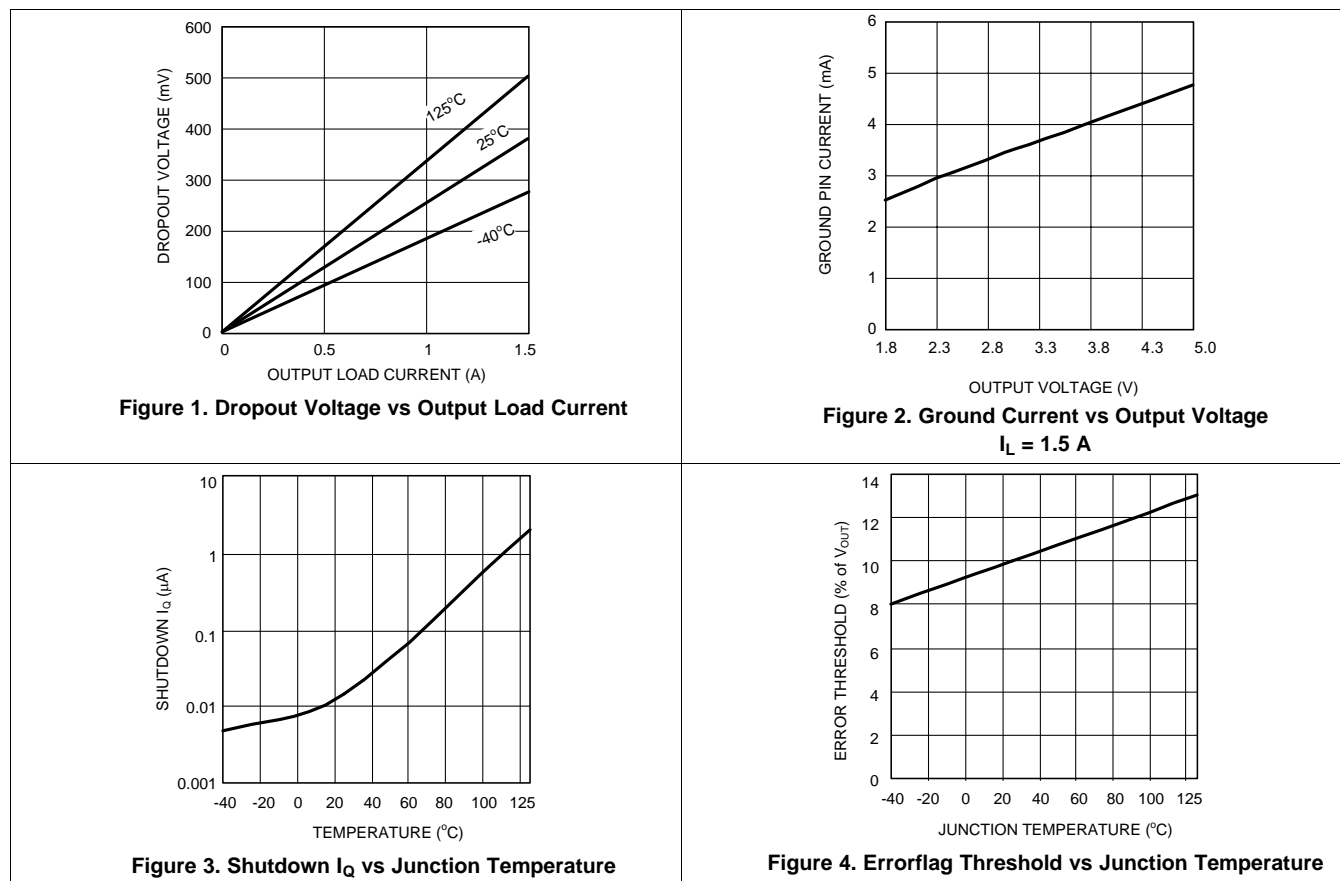 600
500
400
300
200
100
0
DROPOUT VOLTAGE (mV)
125°C
25°C
-40°C
0 0.5 1 1.5
OUTPUT LOAD CURRENT (A)
Figure 1. Dropout Voltage vs Output Load Current
6
5
4
3
2
1
0
GROUND PIN CURRENT (mA)
1.8 2.3 2.8 3.3 3.8 4.3 5.0
OUTPUT VOLTAGE (V)
Figure 2. Ground Current vs Output Voltage
I_L = 1.5 A
10
1
0.1
0.01
0.001
SHUTDOWN I_Q (μA)
-40 -20 0 20 40 60 80 100 125
TEMPERATURE (°C)
Figure 3. Shutdown I_Q vs Junction Temperature
14
12
10
8
6
4
2
0
ERROR THRESHOLD (% of V_OUT)
-40 -20 0 20 40 60 80 100 125
JUNCTION TEMPERATURE (°C)
Figure 4. Errorflag Threshold vs Junction Temperature